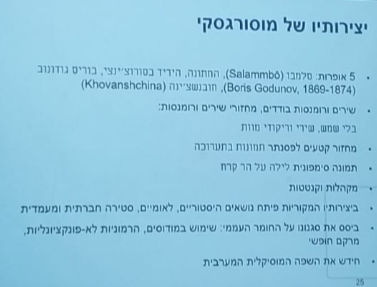 יצירותיו של מוסורגסקי
• 5 אופרות: סלמבו (Salammbô), החתונה, היריד בסורוצ'ינצי, בוריס גודונוב
(Boris Godunov, 1869-1874), חובנשצ'ינה (Khovanshchina)
• שירים ורומנסות בודדים, מחזורי שירים ורומנסות:
בלי שמש, שירי וריקודי מוות
• מחזור קטעים לפסנתר תמונות בתערוכה
• תמונה סימפונית לילה על הר קרח
• מקהלות וקנטטות
• ביצירותיו המקוריות פיתח נושאים היסטוריים, לאומיים, סטירה חברתית ומעמדית
• ביסס את סגנונו על החומר העממי: שימוש במודוסים, הרמוניות לא-פונקציונליות,
מרקם חופשי
• חידש את השפה המוסיקלית המערבית
25